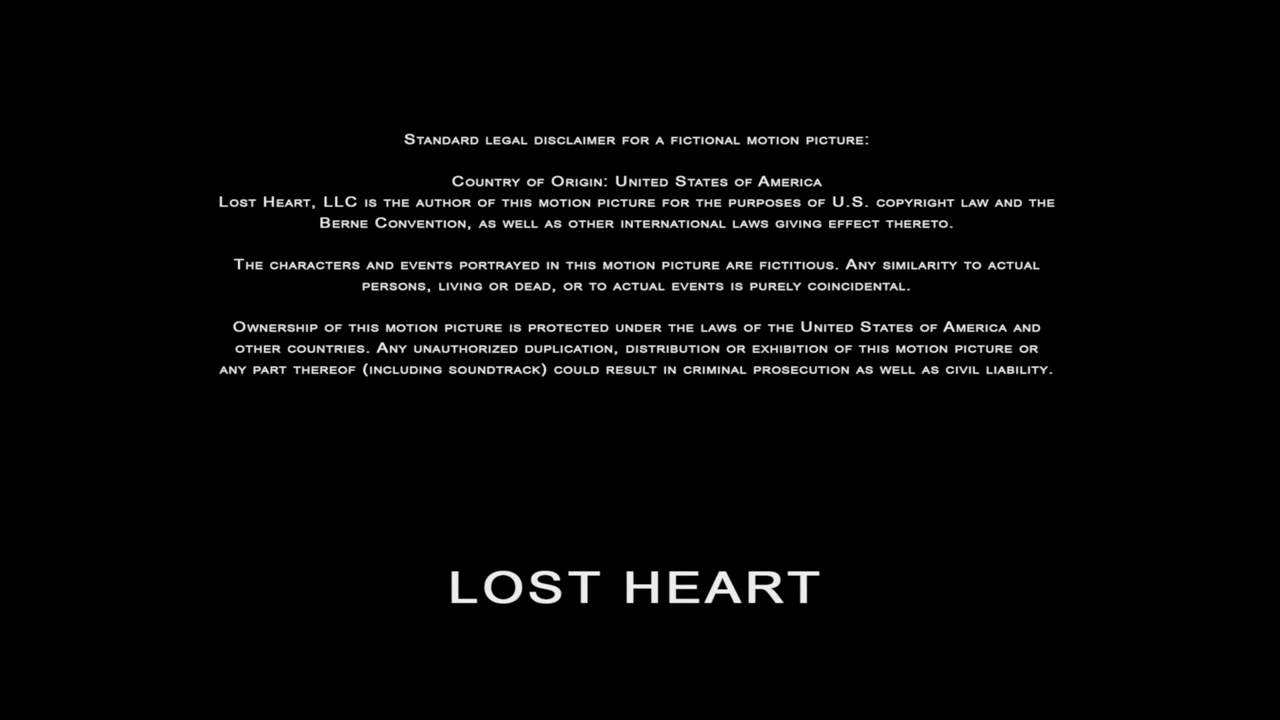 Standard legal disclaimer for a fictional motion picture:
Country of Origin: United States of America
Lost Heart, LLC is the author of this motion picture for the purposes of U.S. copyright law and the
Berne Convention, as well as other international laws giving effect thereto.
The characters and events portrayed in this motion picture are fictitious. Any similarity to actual
persons, living or dead, or to actual events is purely coincidental.
Ownership of this motion picture is protected under the laws of the United States of America and
other countries. Any unauthorized duplication, distribution or exhibition of this motion picture or
any part thereof (including soundtrack) could result in criminal prosecution as well as civil liability.
LOST HEART